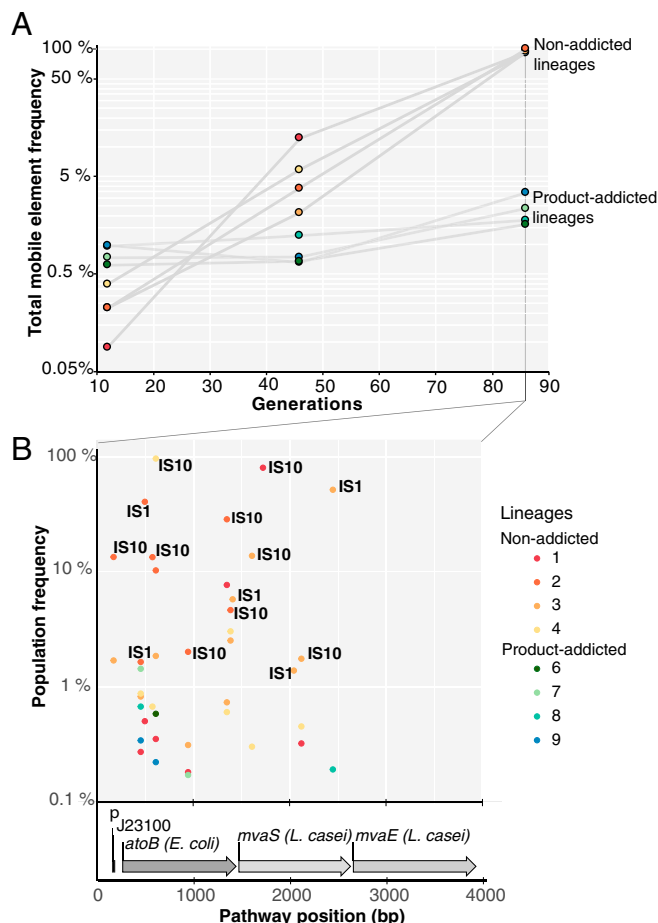 A
Total mobile element frequency
100 %
50 %
5 %
0.5 %
0.05%
10 20 30 40 46 50 60 70 80 90
Generations
Non-addicted
lineages
Product-addicted
lineages
B
Population frequency
100 %
10 %
1 %
0.1 %
IS10
IS10
IS1
IS1
IS10
IS10
IS10
IS10
IS1
IS10
IS1
IS10
IS10
IS1
Lineages
Non-addicted
1
2
3
4
Product-addicted
6
7
8
9
p
J23100
atoB (E. coli)
mvaS (L. casei)
mvaE (L. casei)
0 1000 2000 3000 4000
Pathway position (bp)